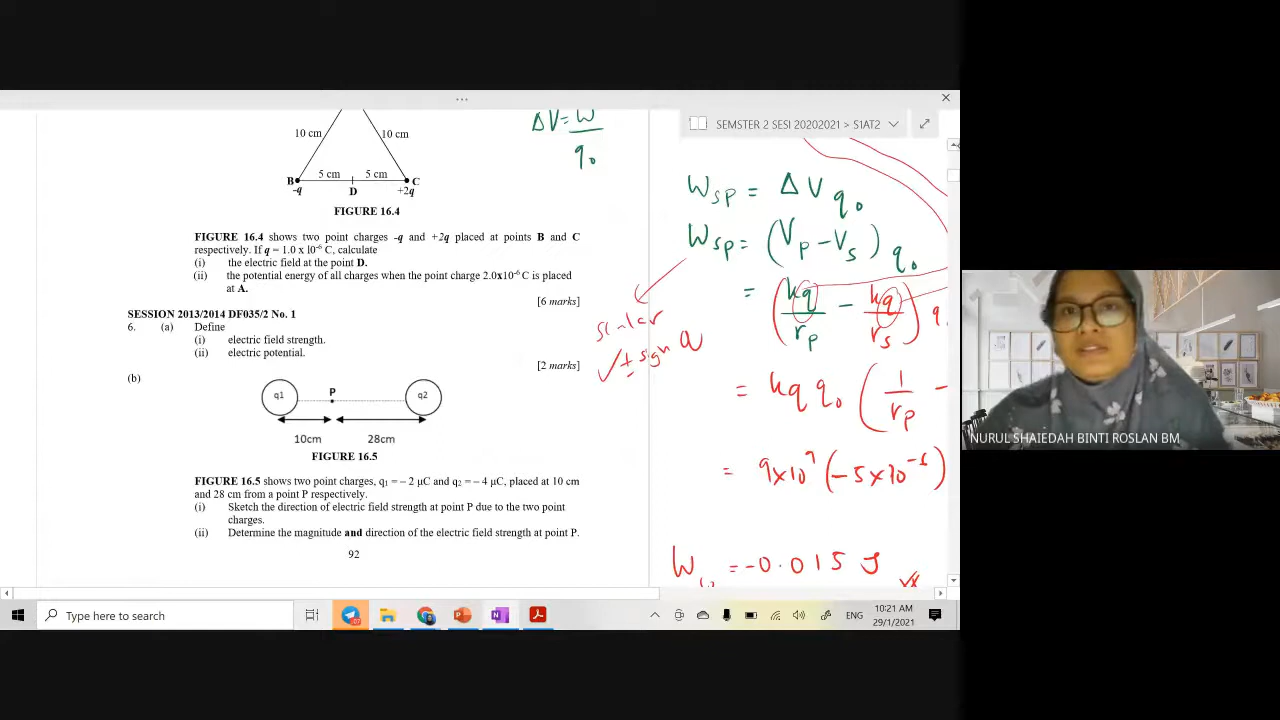 10 cm
10 cm
5 cm
5 cm
B
C
-q
D
+2q
FIGURE 16.4
FIGURE 16.4 shows two point charges -q and +2q placed at points B and C
respectively. If q = 1.0 x 10⁻⁶ C, calculate
(i) the electric field at the point D.
(ii) the potential energy of all charges when the point charge 2.0x10⁻⁶ C is placed
at A.
[6 marks]
SESSION 2013/2014 DF035/2 No. 1
6. (a) Define
(i) electric field strength.
(ii) electric potential.
[2 marks]
(b)
q1
P
q2
10cm
28cm
FIGURE 16.5
FIGURE 16.5 shows two point charges, q₁ = – 2 μC and q₂ = – 4 μC, placed at 10 cm
and 28 cm from a point P respectively.
(i) Sketch the direction of electric field strength at point P due to the two point
charges.
(ii) Determine the magnitude and direction of the electric field strength at point P.
92
ΔV = W
q₀
SEMSTER 2 SESI 20202021 > S1AT2
W_SP = ΔV q₀
W_SP = (V_P - V_S) q₀
= (kq/r_P - kq/r_S) q
scalar
✓ ± sign Q
= kq q₀ (1/r_P -
= 9x10⁹ (-5x10
W = -0.015 J
NURUL SHAIEDAH BINTI ROSLAN BM
Type here to search
ENG
10:21 AM
29/1/2021